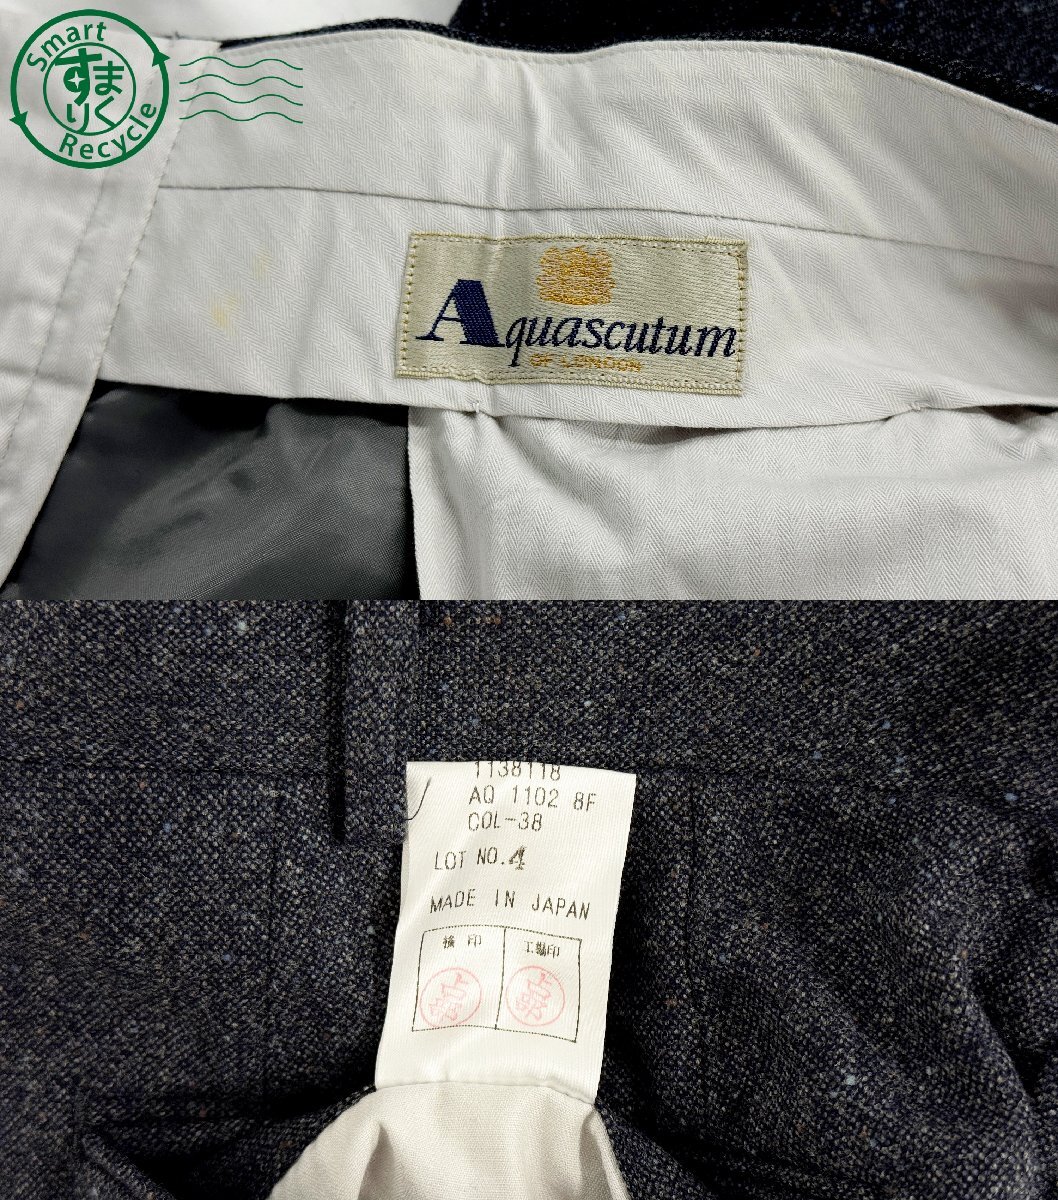 Smart
すまいりく
Recycle
Aquascutum
OF LONDON
1138118
AQ 1102 8F
COL-38
LOT NO.4
MADE IN JAPAN
検印 工場印